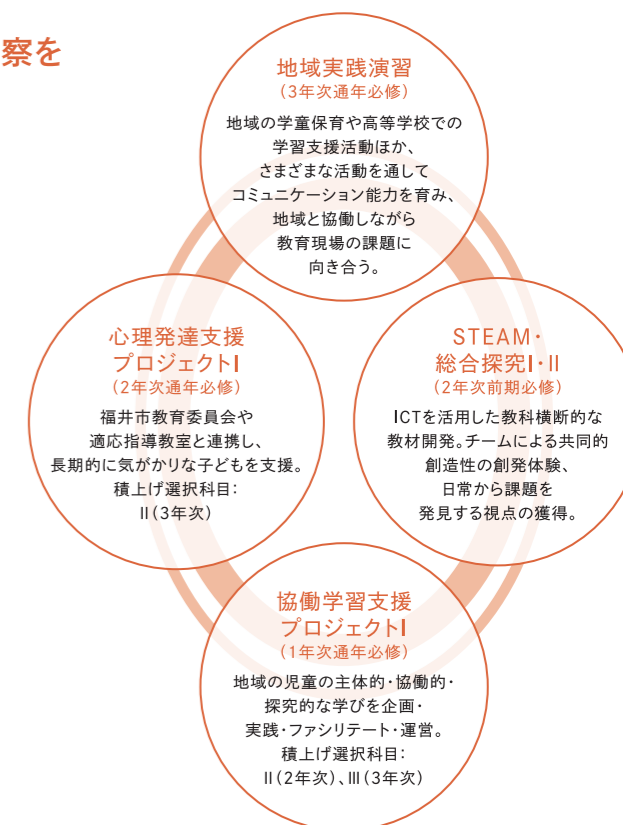 察を
地域実践演習
(3年次通年必修)
地域の学童保育や高等学校での
学習支援活動ほか、
さまざまな活動を通して
コミュニケーション能力を育み、
地域と協働しながら
教育現場の課題に
向き合う。
心理発達支援
プロジェクトI
(2年次通年必修)
福井市教育委員会や
適応指導教室と連携し、
長期的に気がかりな子どもを支援。
積上げ選択科目:
II(3年次)
STEAM・
総合探究I・II
(2年次前期必修)
ICTを活用した教科横断的な
教材開発。チームによる共同的
創造性の創発体験、
日常から課題を
発見する視点の獲得。
協働学習支援
プロジェクトI
(1年次通年必修)
地域の児童の主体的・協働的・
探究的な学びを企画・
実践・ファシリテート・運営。
積上げ選択科目:
II(2年次)、III(3年次)